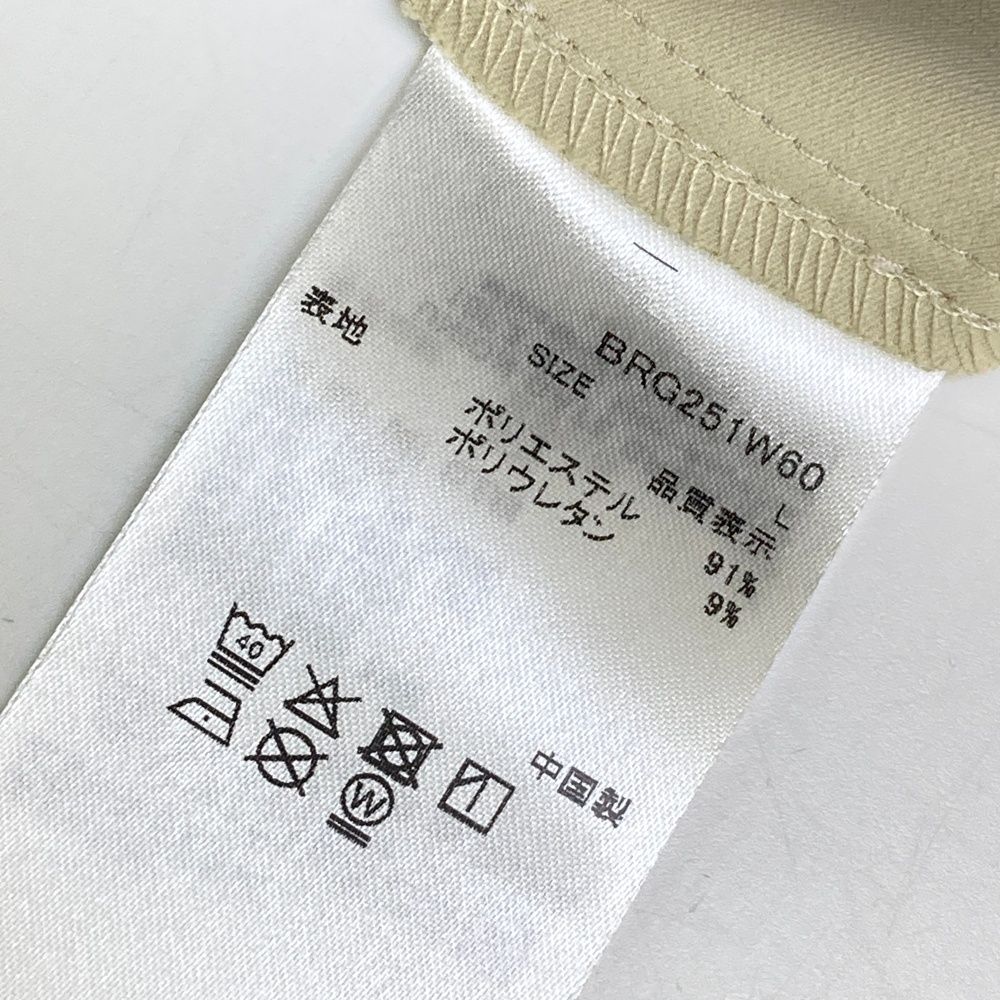 BRG251W60
SIZE L
品質表示
表地 ポリエステル 91%
ポリウレタン 9%
40
W
中国製